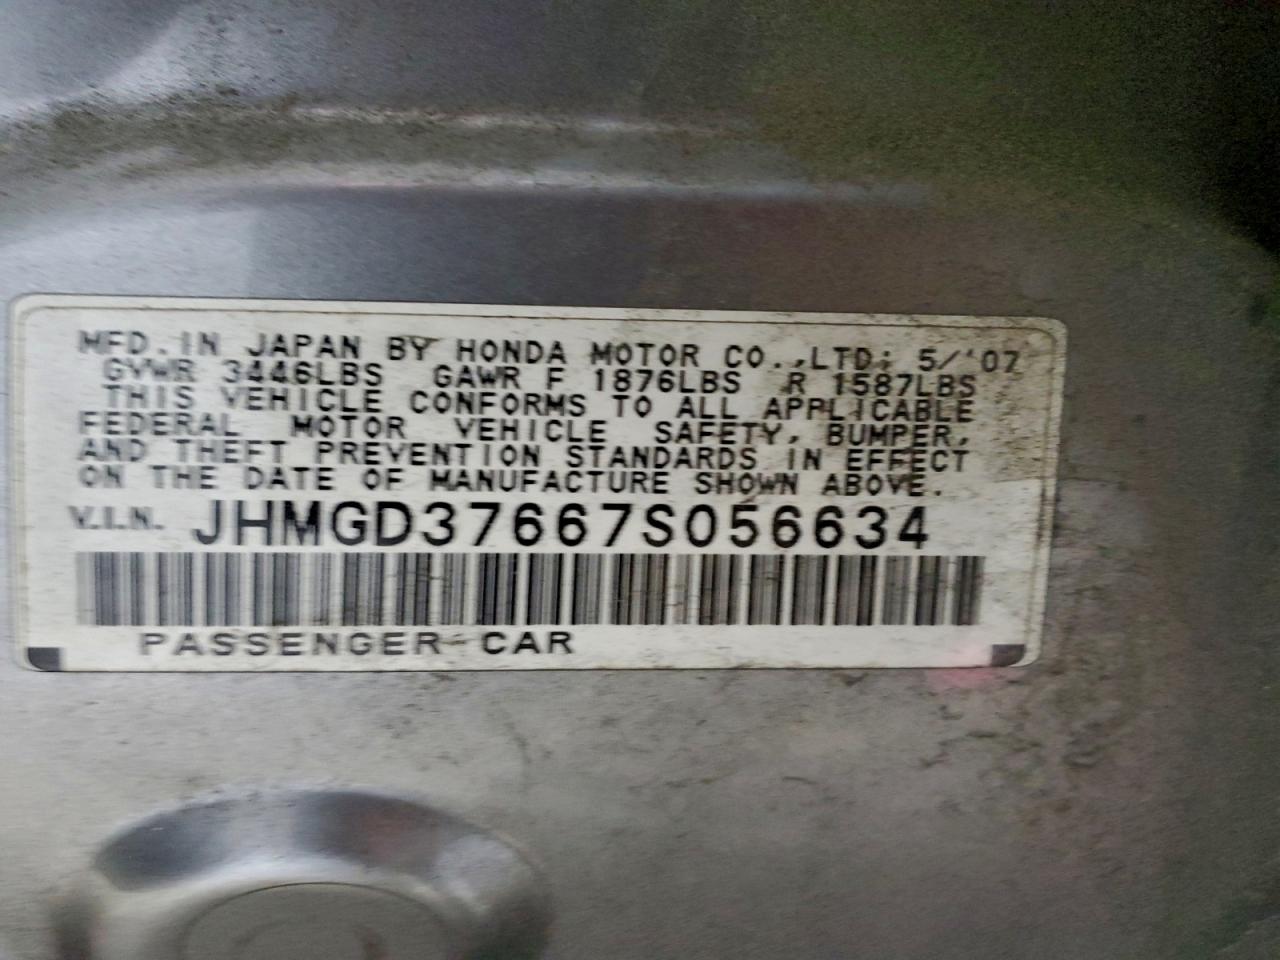 MFD. IN JAPAN BY HONDA MOTOR CO.,LTD; 5/'07
GVWR 3446LBS GAWR F 1876LBS R 1587LBS
THIS VEHICLE CONFORMS TO ALL APPLICABLE
FEDERAL MOTOR VEHICLE SAFETY, BUMPER,
AND THEFT PREVENTION STANDARDS IN EFFECT
ON THE DATE OF MANUFACTURE SHOWN ABOVE.
V.I.N. JHMGD37667S056634
PASSENGER CAR